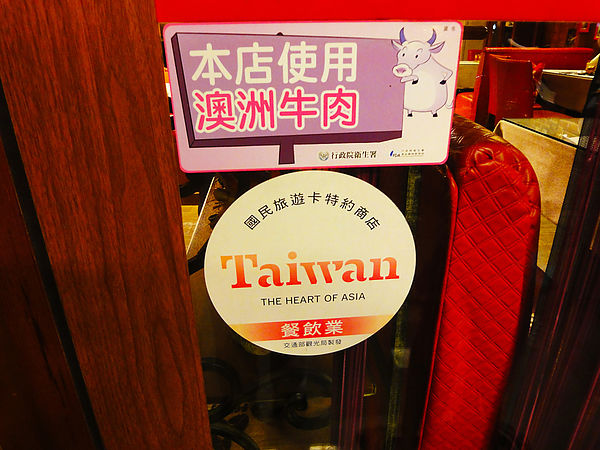 本店使用
澳洲牛肉
行政院衛生署
國民旅遊卡特約商店
Taiwan
THE HEART OF ASIA
餐飲業
交通部觀光局製發